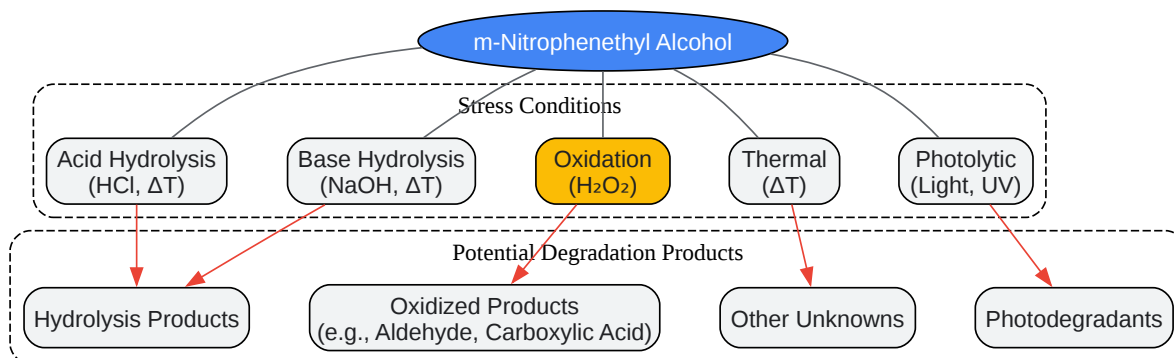 m-Nitrophenethyl Alcohol
Stress Conditions
Acid Hydrolysis
(HCl, ΔT)
Base Hydrolysis
(NaOH, ΔT)
Oxidation
(H₂O₂)
Thermal
(ΔT)
Photolytic
(Light, UV)
Potential Degradation Products
Hydrolysis Products
Oxidized Products
(e.g., Aldehyde, Carboxylic Acid)
Other Unknowns
Photodegradants